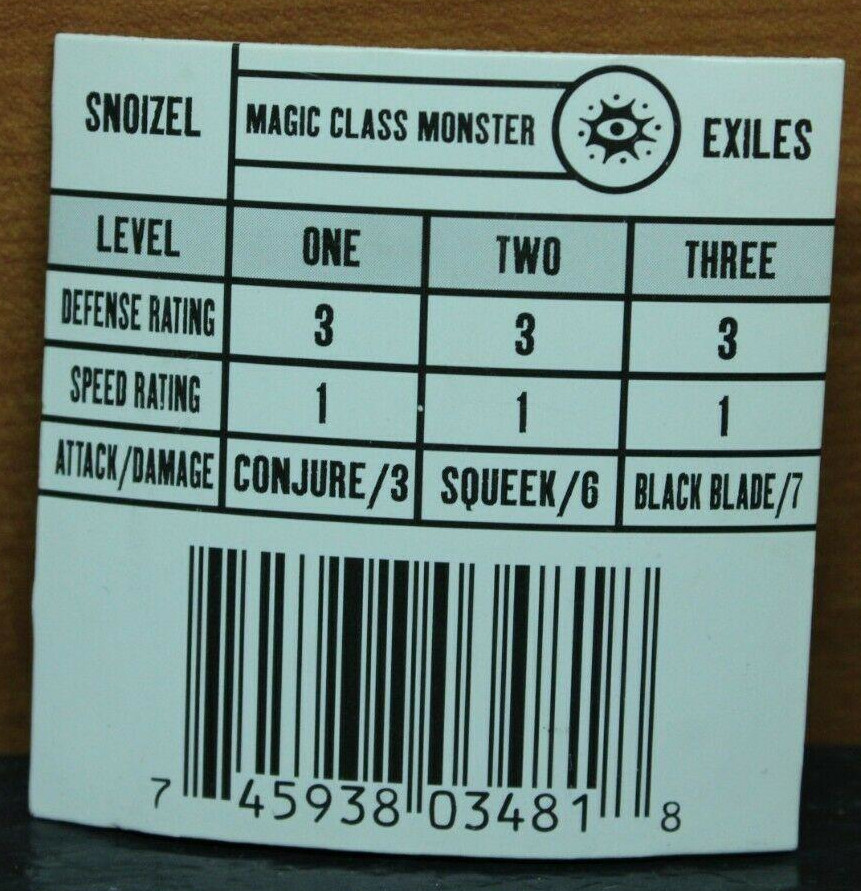 SNOIZEL MAGIC CLASS MONSTER EXILES
LEVEL ONE TWO THREE
DEFENSE RATING 3 3 3
SPEED RATING 1 1 1
ATTACK/DAMAGE CONJURE/3 SQUEEK/6 BLACK BLADE/7
7 45938 03481 8